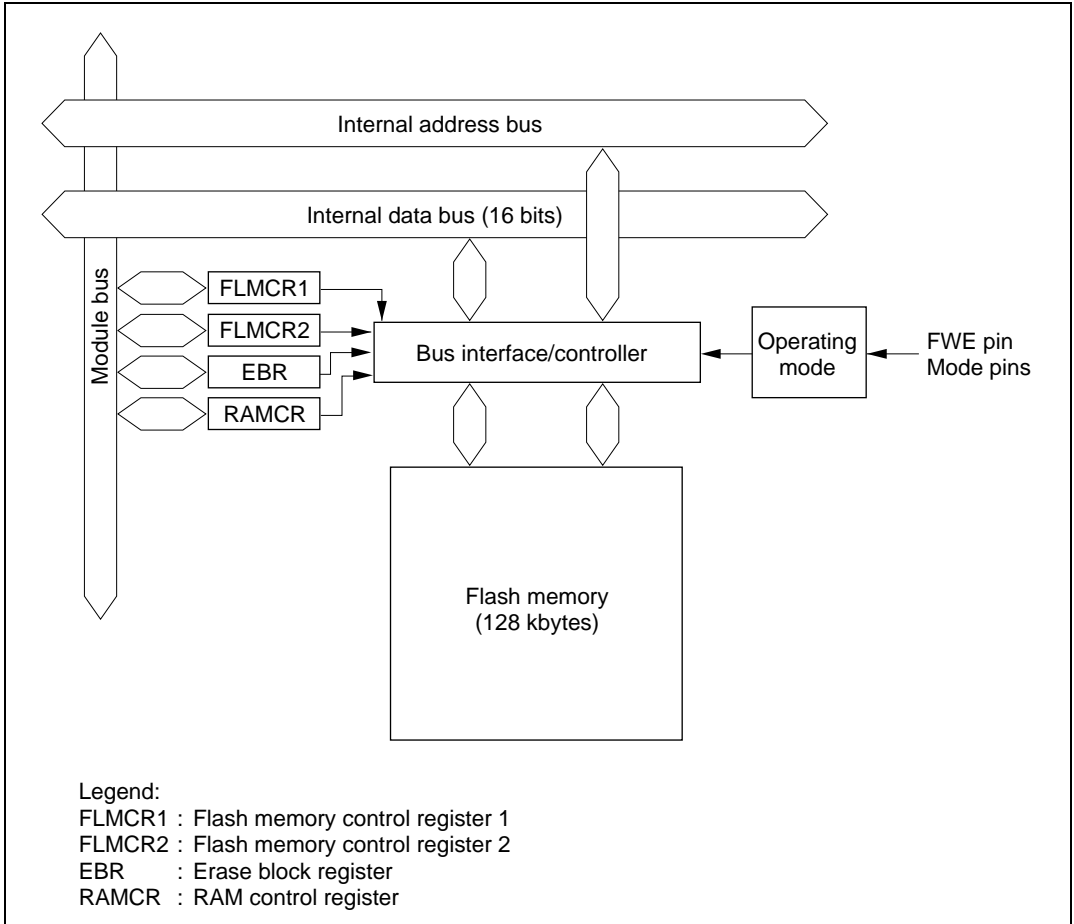 Internal address bus
Internal data bus (16 bits)
Module bus
FLMCR1
FLMCR2
EBR
RAMCR
Bus interface/controller
Operating
mode
FWE pin
Mode pins
Flash memory
(128 kbytes)
Legend:
FLMCR1 : Flash memory control register 1
FLMCR2 : Flash memory control register 2
EBR : Erase block register
RAMCR : RAM control register